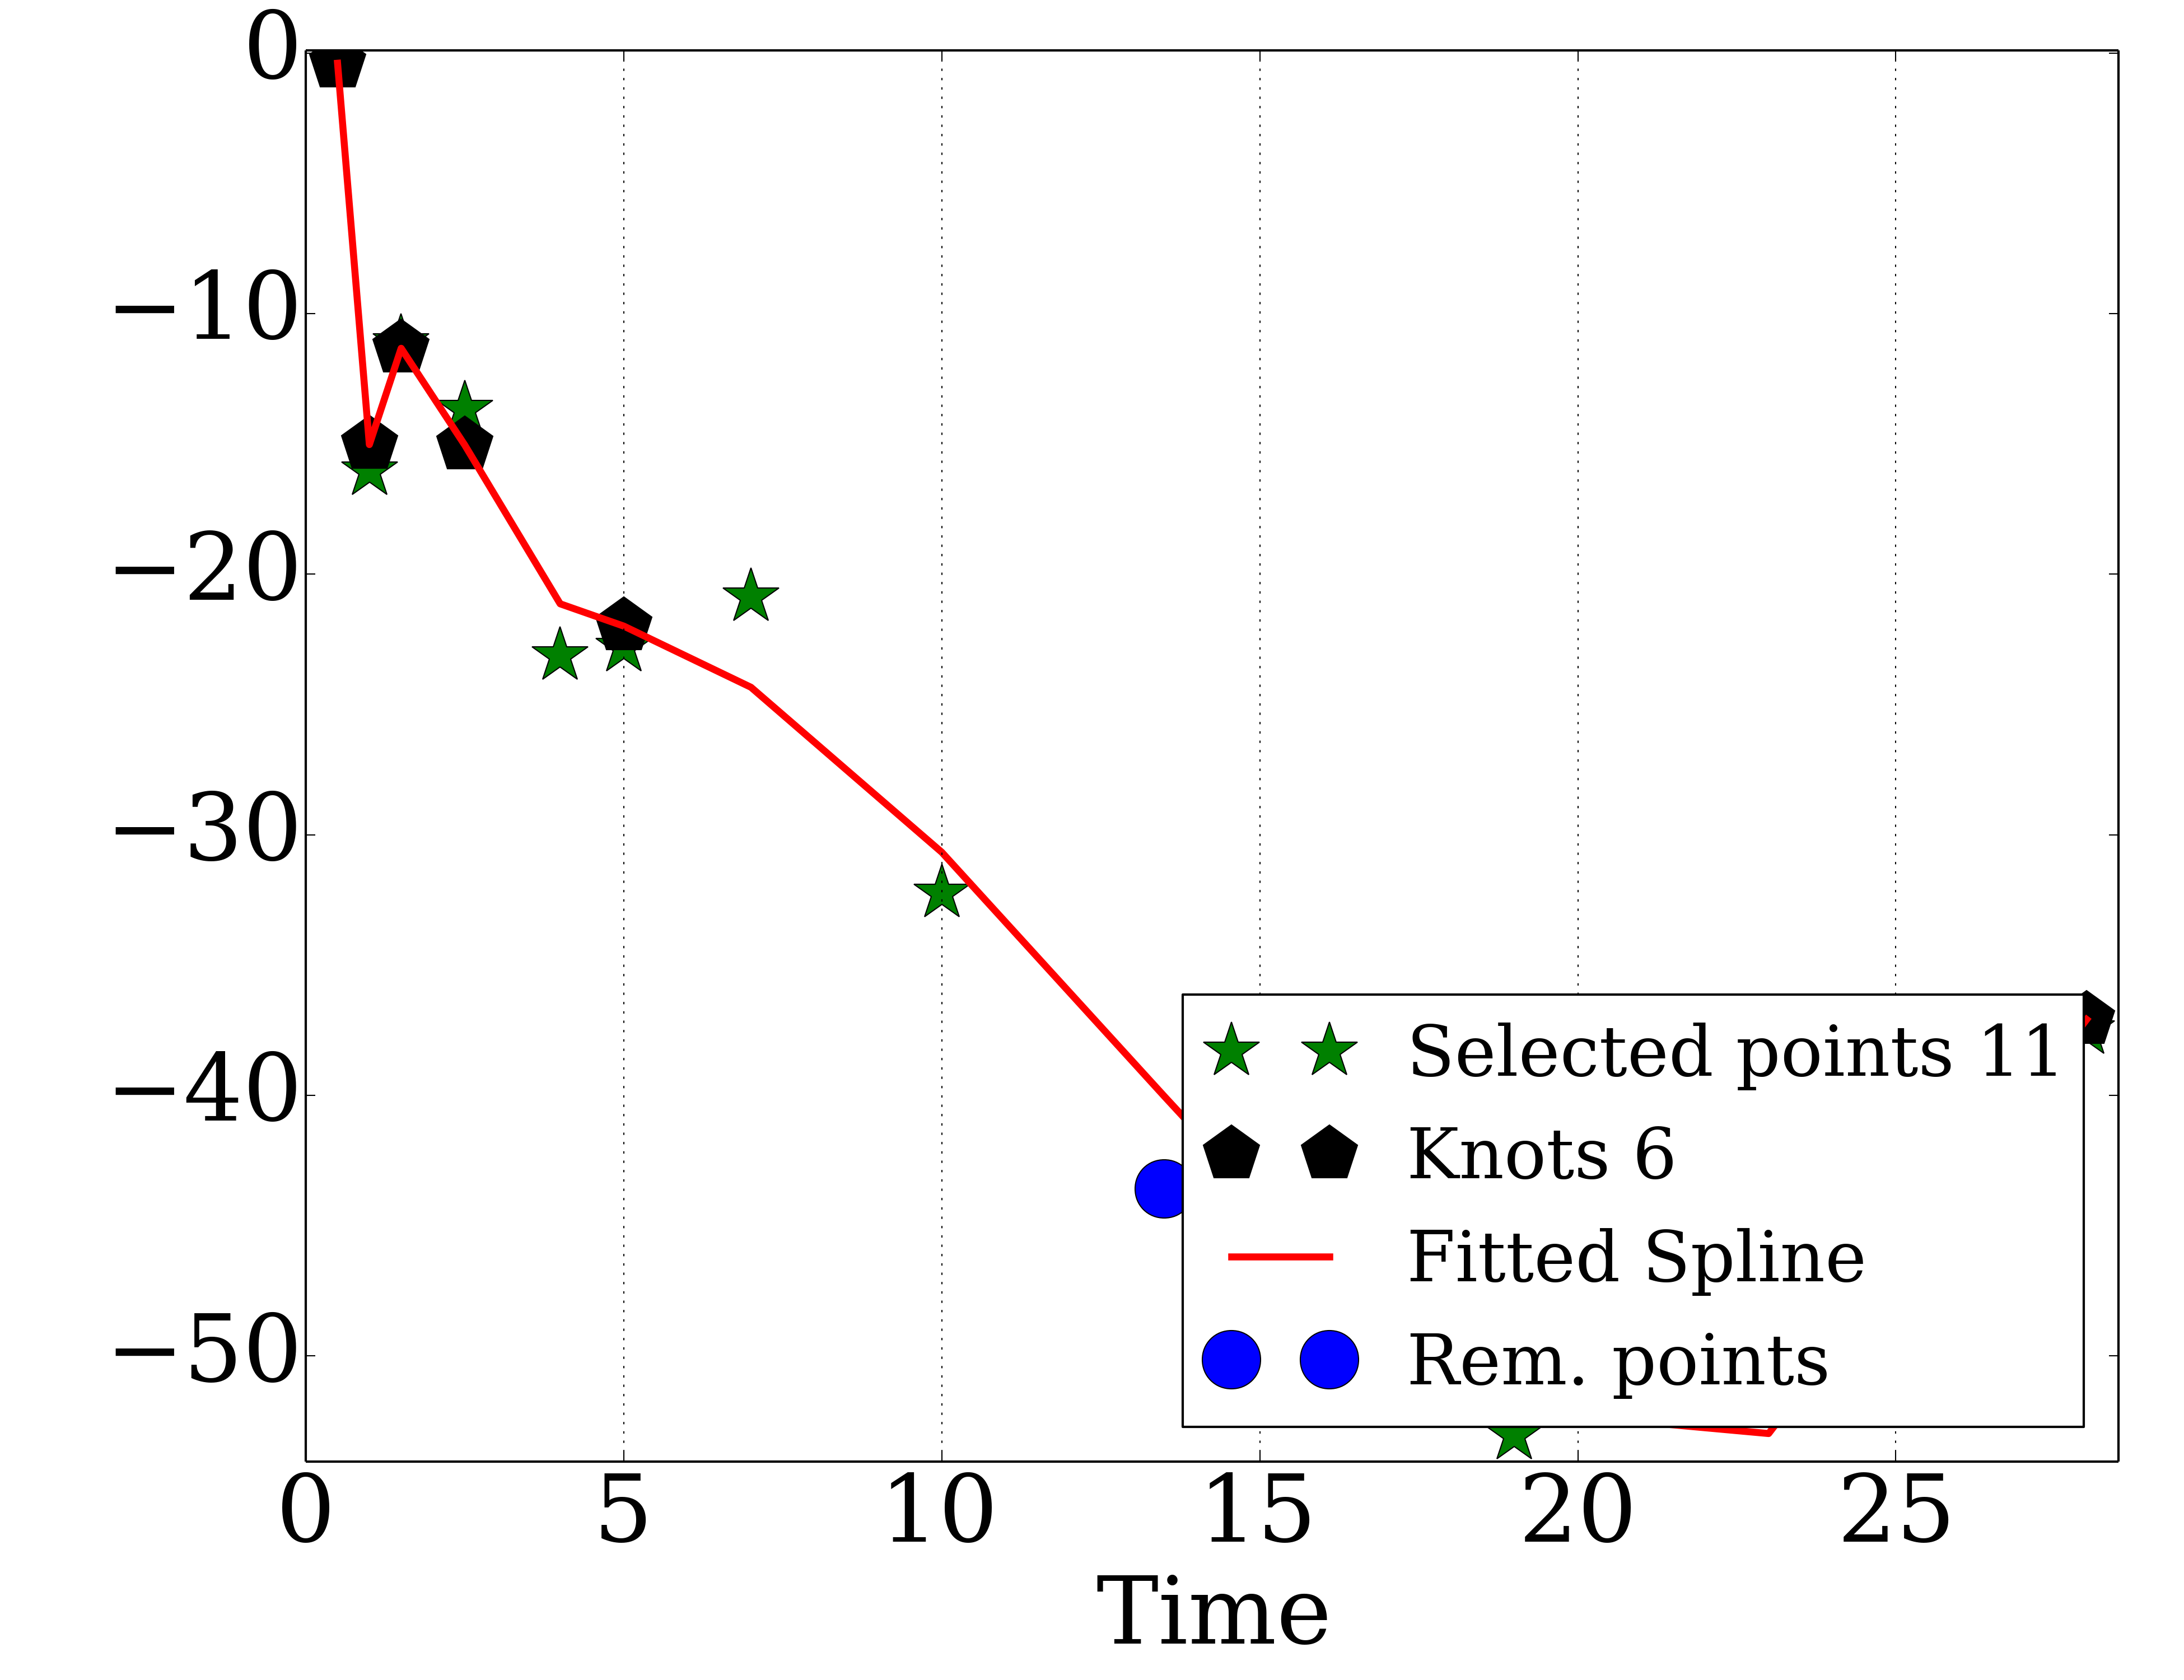 0
−10
−20
−30
−40
−50
Selected points 11
Knots 6
Fitted Spline
Rem. points
0 5 10 15 20 25
Time